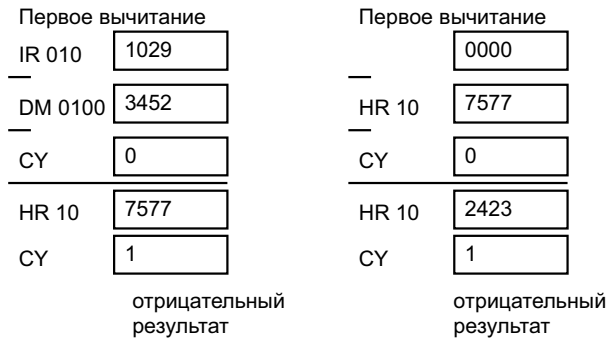 Первое вычитание
IR 010 1029
DM 0100 3452
CY 0
HR 10 7577
CY 1
отрицательный
результат
Первое вычитание
0000
HR 10 7577
CY 0
HR 10 2423
CY 1
отрицательный
результат